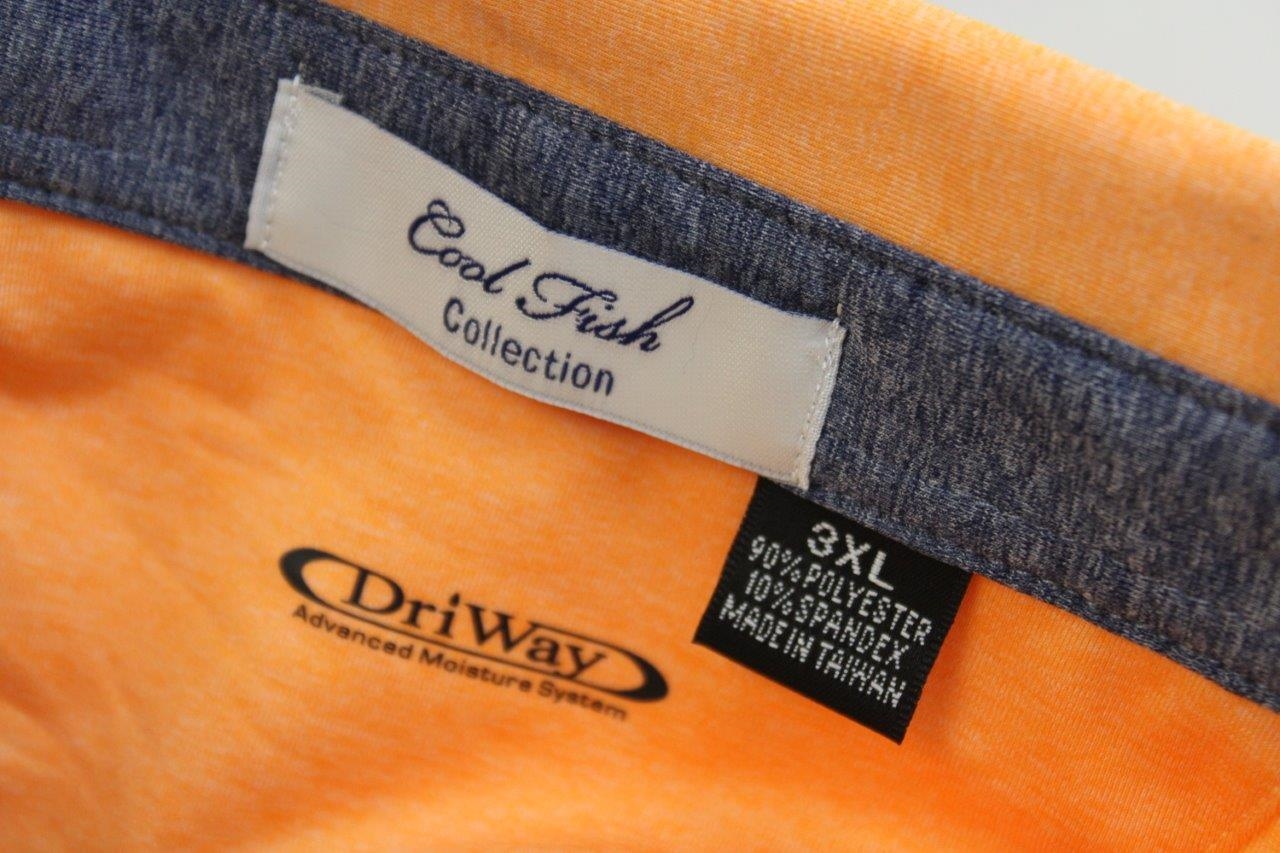 Cool Fish
Collection
3XL
90% POLYESTER
10% SPANDEX
MADE IN TAIWAN
DriWay
Advanced Moisture System